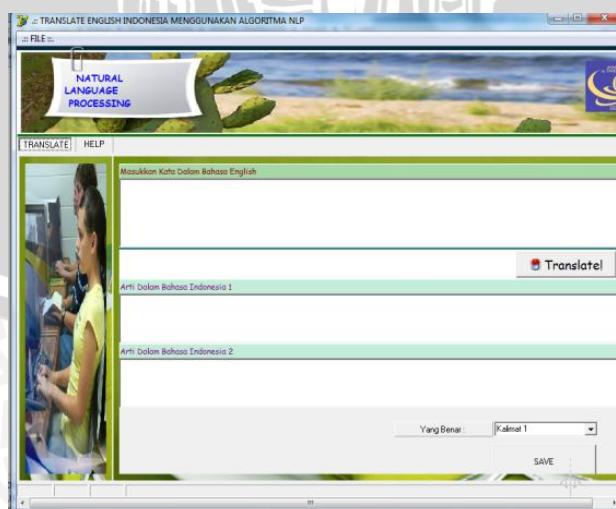 .:: TRANSLATE ENGLISH INDONESIA MENGGUNAKAN ALGORITMA NLP
.:: FILE ::.
NATURAL
LANGUAGE
PROCESSING
TRANSLATE HELP
Masukkan Kata Dalam Bahasa English
Translate!
Arti Dalam Bahasa Indonesia 1
Arti Dalam Bahasa Indonesia 2
Yang Benar : Kalimat 1
SAVE